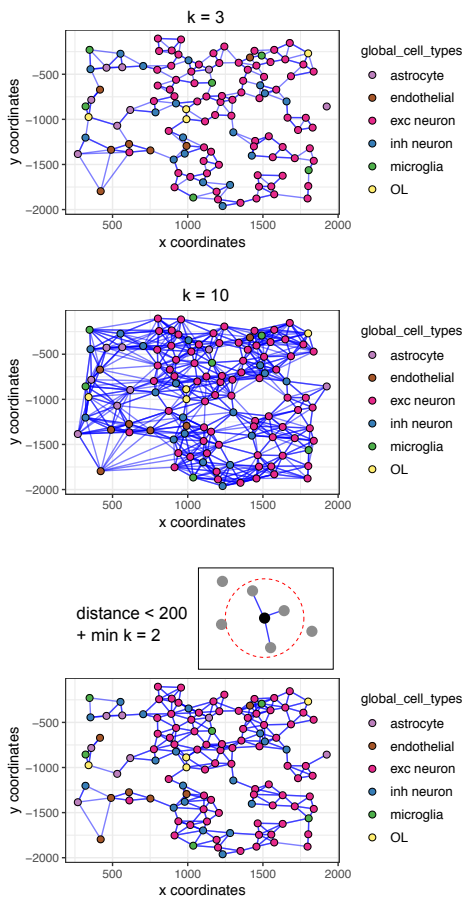 k = 3
global_cell_types
−500
−1000
−1500
−2000
y coordinates
500
1000
1500
2000
x coordinates
astrocyte
endothelial
exc neuron
inh neuron
microglia
OL
k = 10
global_cell_types
−500
−1000
−1500
−2000
y coordinates
500
1000
1500
2000
x coordinates
astrocyte
endothelial
exc neuron
inh neuron
microglia
OL
distance < 200
+ min k = 2
global_cell_types
−500
−1000
−1500
−2000
y coordinates
500
1000
1500
2000
x coordinates
astrocyte
endothelial
exc neuron
inh neuron
microglia
OL